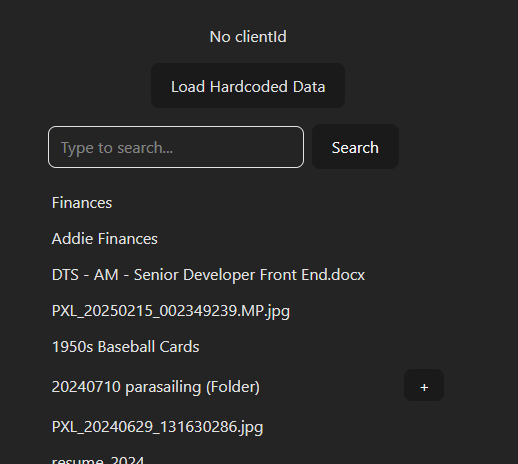 No clientId
Load Hardcoded Data
Type to search...
Search
Finances
Addie Finances
DTS - AM - Senior Developer Front End.docx
PXL_20250215_002349239.MP.jpg
1950s Baseball Cards
20240710 parasailing (Folder)
+
PXL_20240629_131630286.jpg
resume_2024